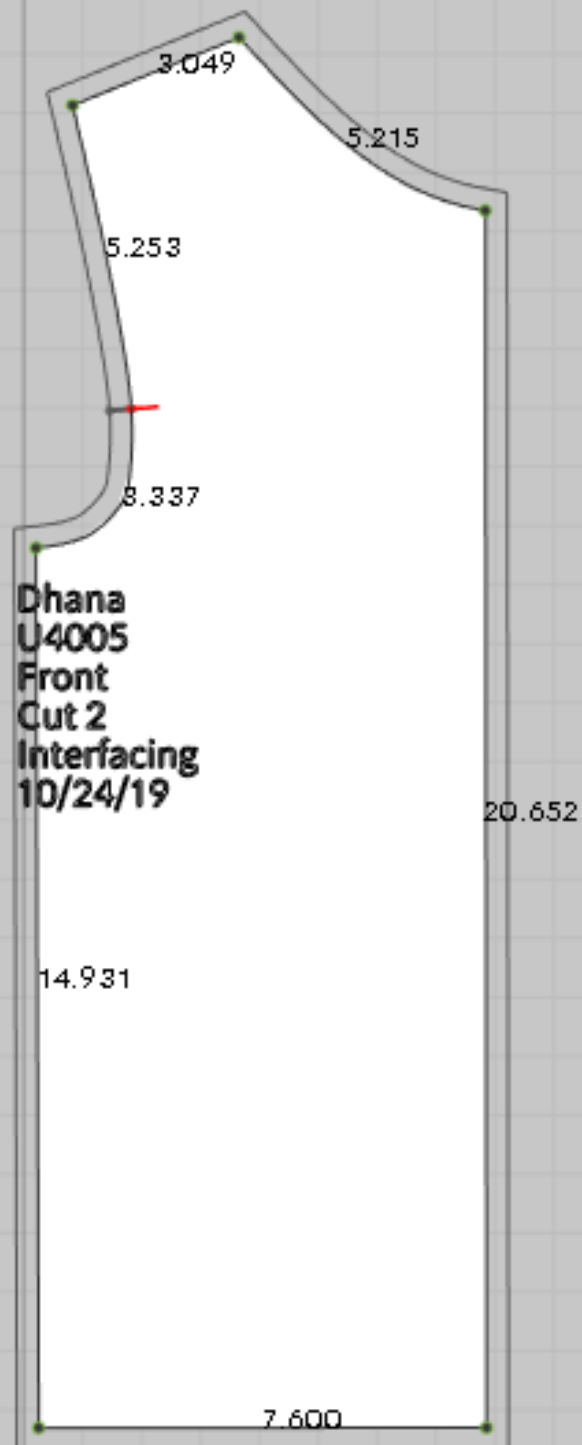 3.049
5.215
5.253
3.337
Dhana
U4005
Front
Cut 2
Interfacing
10/24/19
20.652
14.931
7.600